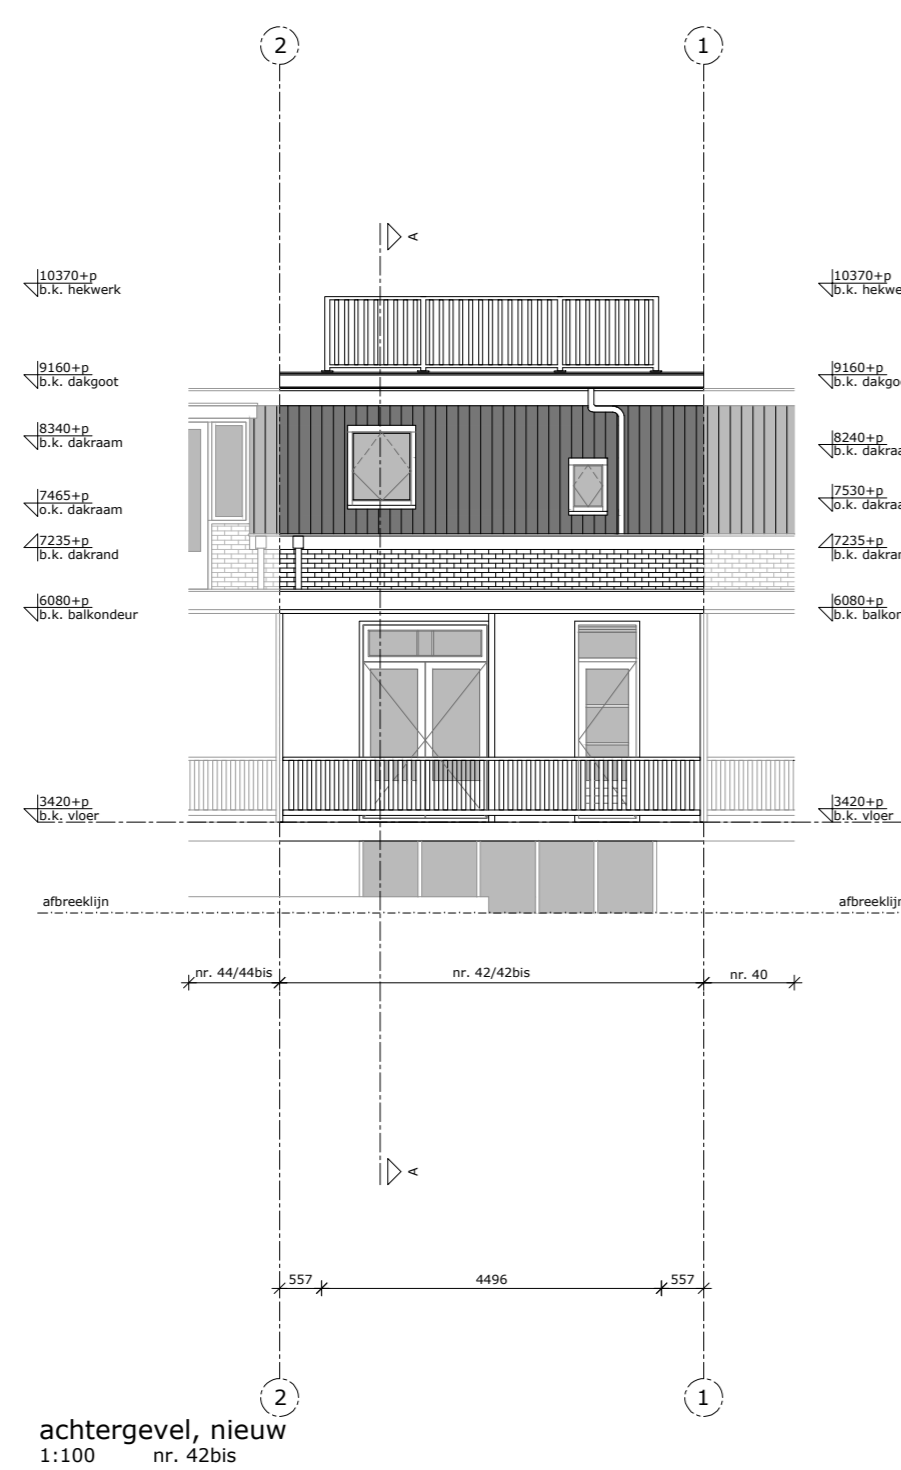 2 1
A
10370+p 10370+p
b.k. hekwerk b.k. hekwe
9160+p 9160+p
b.k. dakgoot b.k. dakgoo
8340+p 8240+p
b.k. dakraam b.k. dakraa
7465+p 7530+p
o.k. dakraam o.k. dakraa
7235+p 7235+p
b.k. dakrand b.k. dakran
6080+p 6080+p
b.k. balkondeur b.k. balkon
3420+p 3420+p
b.k. vloer b.k. vloer
afbreeklijn afbreeklijn
nr. 44/44bis nr. 42/42bis nr. 40
A
557 4496 557
2 1
achtergevel, nieuw
1:100 nr. 42bis